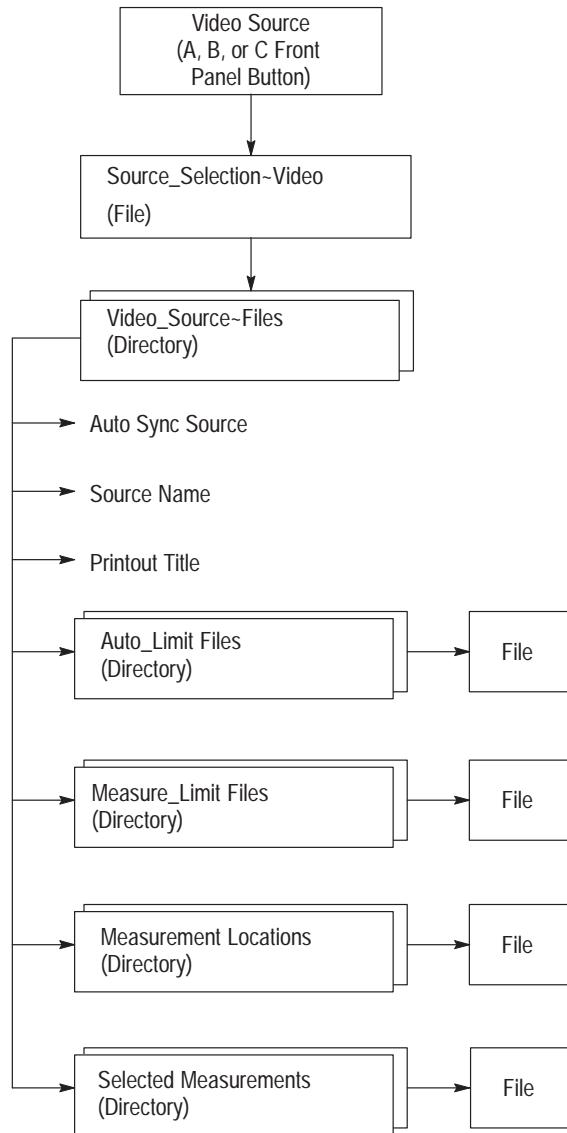 Video Source
(A, B, or C Front
Panel Button)
Source_Selection~Video
(File)
Video_Source~Files
(Directory)
Auto Sync Source
Source Name
Printout Title
Auto_Limit Files
(Directory)
File
Measure_Limit Files
(Directory)
File
Measurement Locations
(Directory)
File
Selected Measurements
(Directory)
File